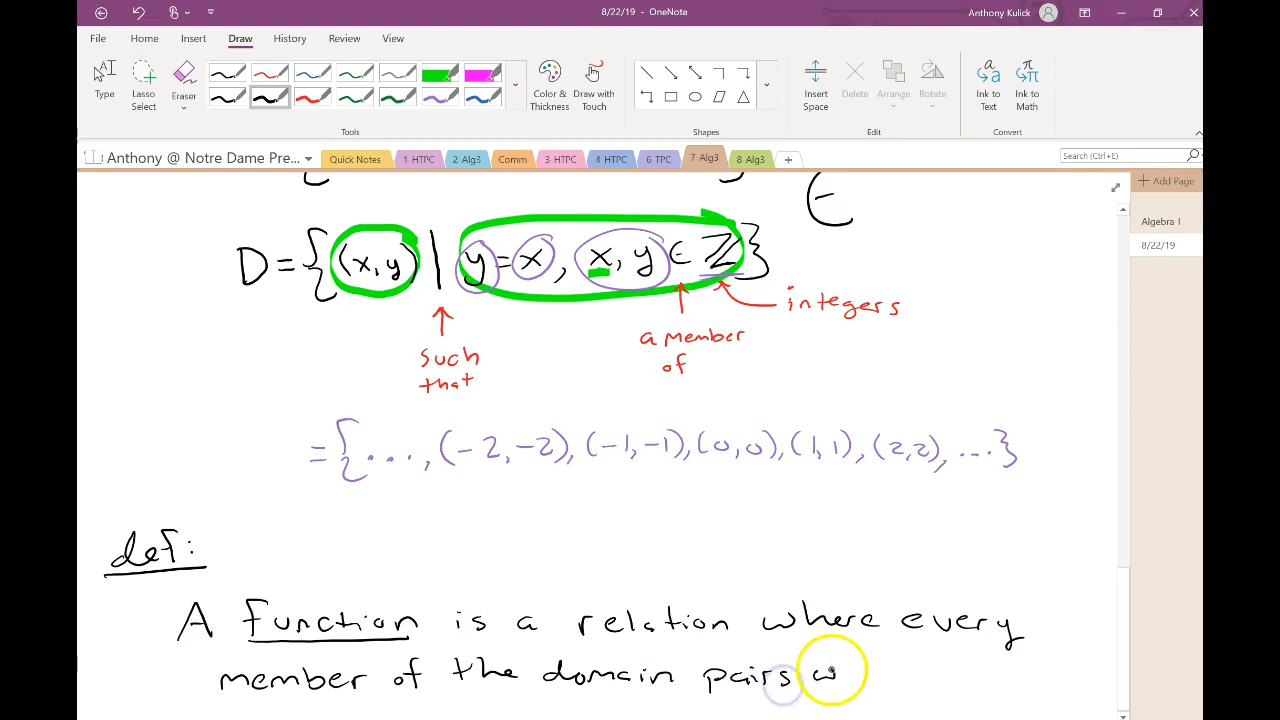 8/22/19 - OneNote
Anthony Kulick
File Home Insert Draw History Review View
Type
Lasso Select
Eraser
Color & Thickness
Draw with Touch
Insert Space
Delete
Arrange
Rotate
Ink to Text
Ink to Math
Tools
Shapes
Edit
Convert
Anthony @ Notre Dame Pre...
Quick Notes 1 HTPC 2 Alg3 Comm 3 HTPC 4 HTPC 6 TPC 7 Alg3 8 Alg3 +
Search (Ctrl+E)
+ Add Page
Algebra I
8/22/19
∈
D = {(x,y) | y = x, x, y ∈ ℤ}
integers
a member
of
such
that
= {..., (-2,-2), (-1,-1), (0,0), (1,1), (2,2), ...}
def:
A function is a relation where every
member of the domain pairs w